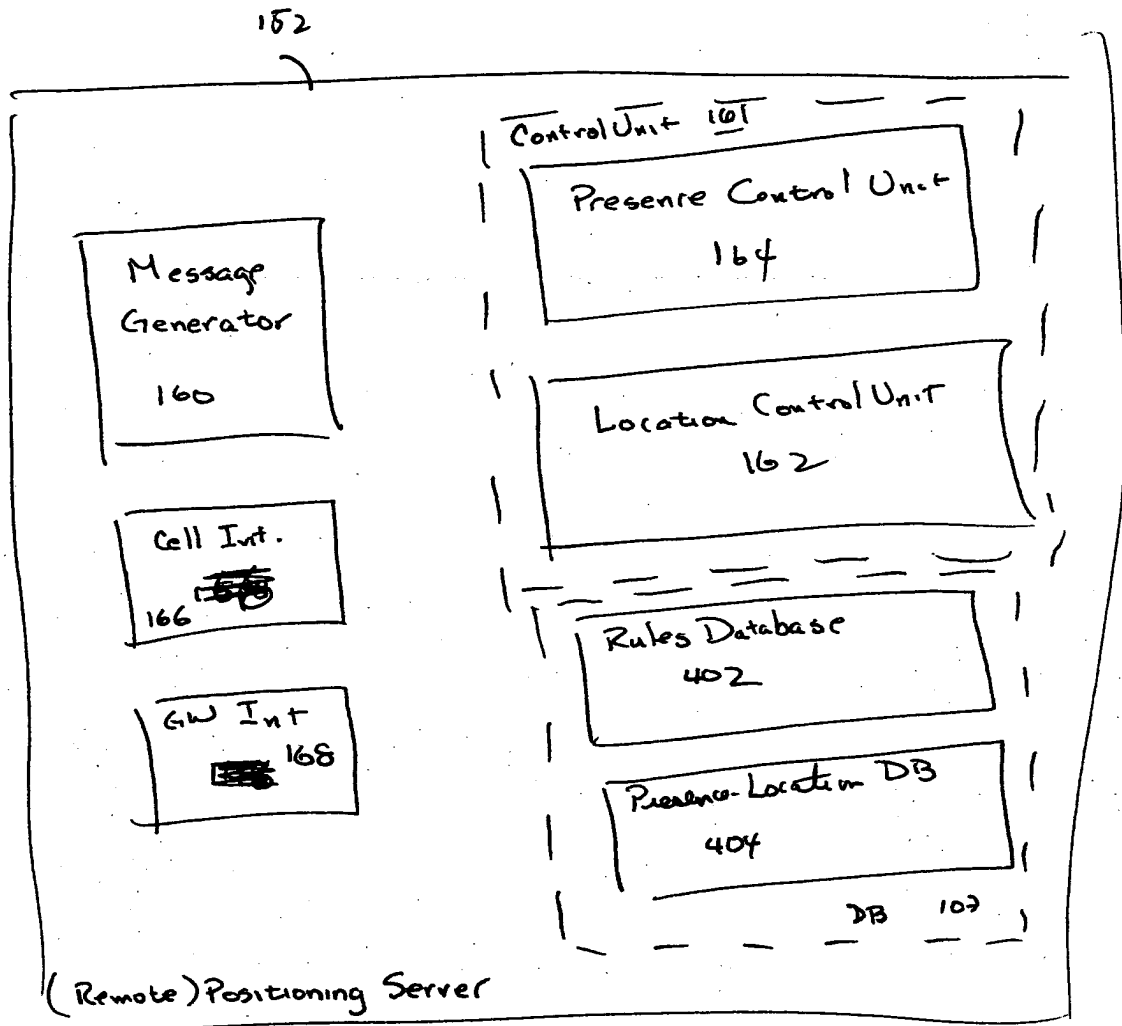 152
Control Unit 161
Presence Control Unit
164
Message
Generator
160
Location Control Unit
162
Cell Int.
166
GW Int
168
Rules Database
402
Presence-Location DB
404
DB 107
(Remote) Positioning Server